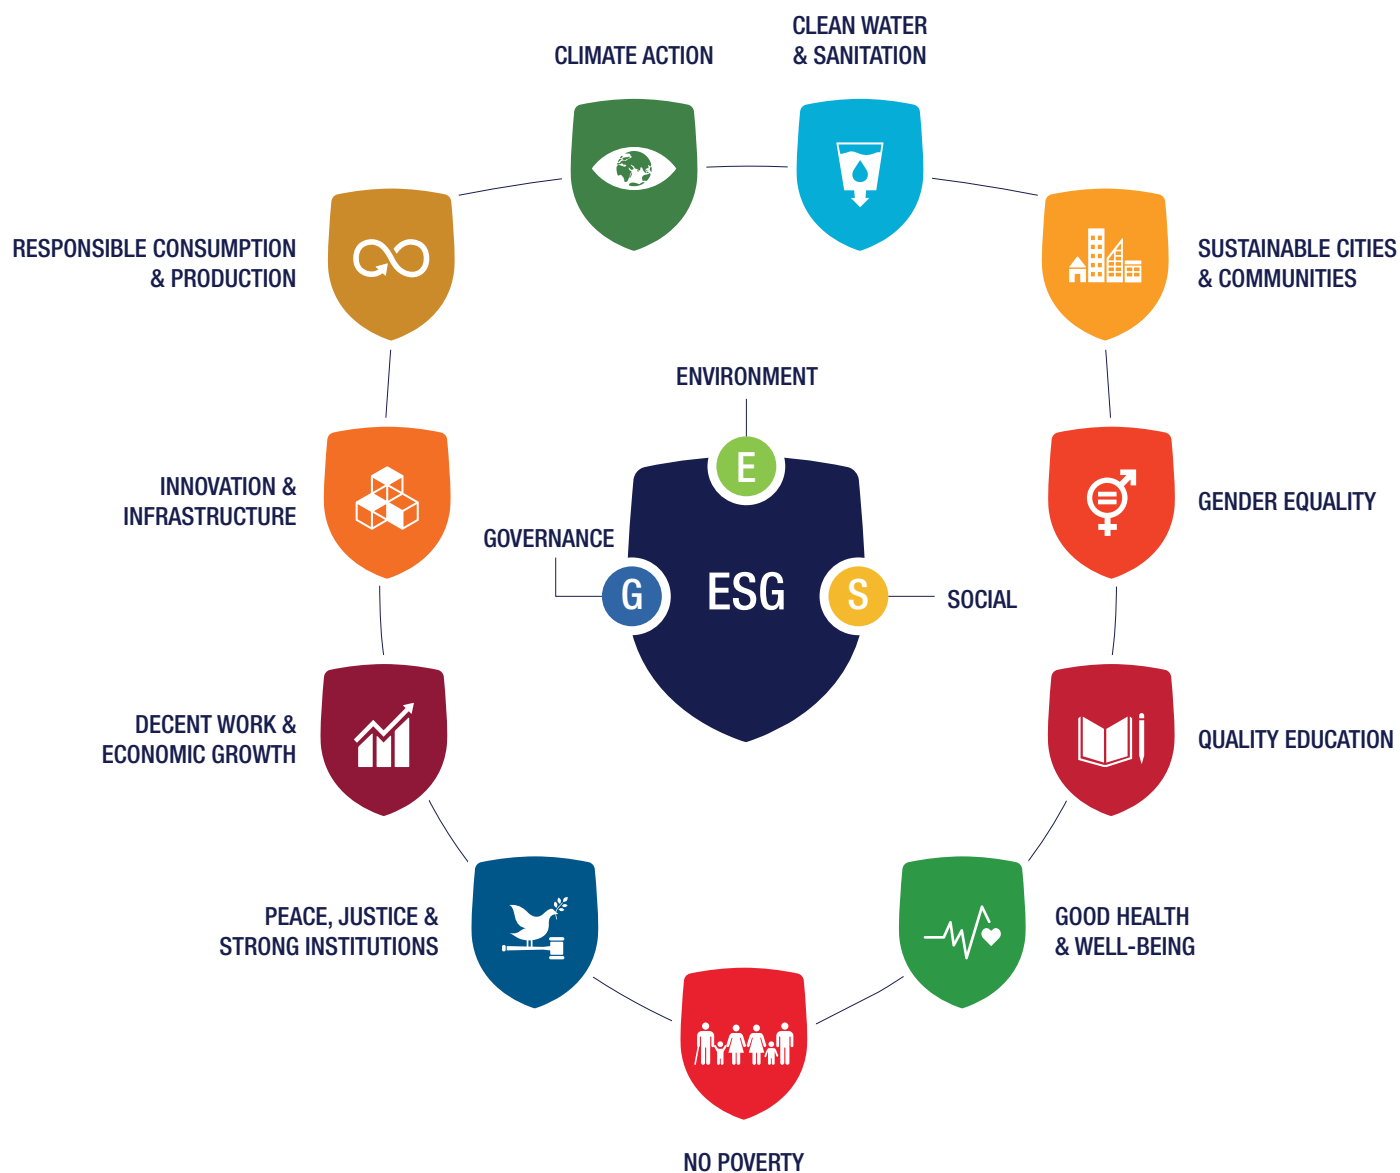 CLIMATE ACTION
CLEAN WATER
& SANITATION
RESPONSIBLE CONSUMPTION
& PRODUCTION
SUSTAINABLE CITIES
& COMMUNITIES
ENVIRONMENT
E
INNOVATION &
INFRASTRUCTURE
GENDER EQUALITY
GOVERNANCE
G
ESG
S
SOCIAL
DECENT WORK &
ECONOMIC GROWTH
QUALITY EDUCATION
PEACE, JUSTICE &
STRONG INSTITUTIONS
GOOD HEALTH
& WELL-BEING
NO POVERTY